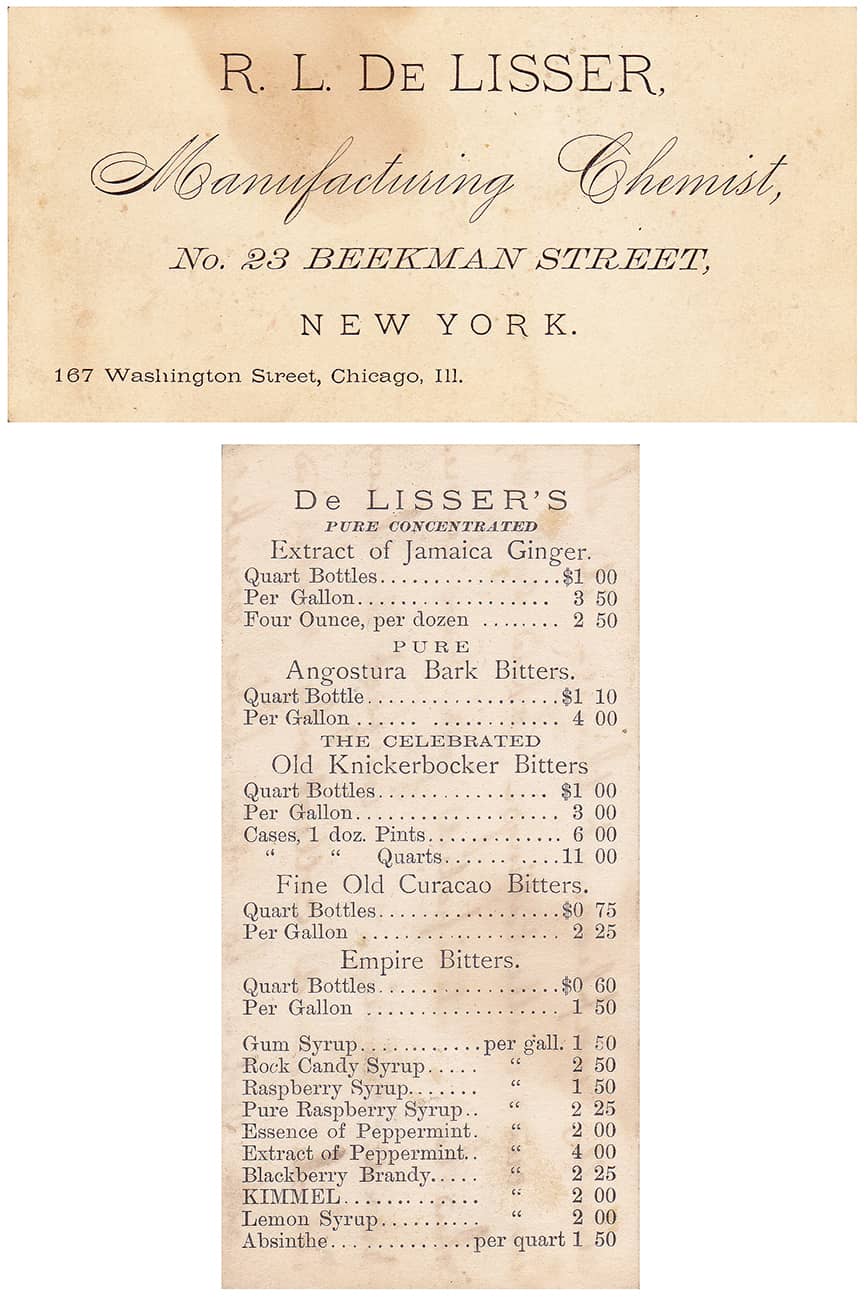 R. L. DE LISSER,
Manufacturing Chemist,
No. 23 BEEKMAN STREET,
NEW YORK.
167 Washington Street, Chicago, Ill.
De LISSER'S
PURE CONCENTRATED
Extract of Jamaica Ginger.
Quart Bottles.................$1 00
Per Gallon................... 3 50
Four Ounce, per dozen ........ 2 50
PURE
Angostura Bark Bitters.
Quart Bottle..................$1 10
Per Gallon ...... ............ 4 00
THE CELEBRATED
Old Knickerbocker Bitters
Quart Bottles................ $1 00
Per Gallon.................... 3 00
Cases, 1 doz. Pints............. 6 00
“ “ Quarts...... ....11 00
Fine Old Curacao Bitters.
Quart Bottles.................$0 75
Per Gallon ................... 2 25
Empire Bitters.
Quart Bottles.................$0 60
Per Gallon .................. 1 50
Gum Syrup............per gall. 1 50
Rock Candy Syrup..... “ 2 50
Raspberry Syrup....... “ 1 50
Pure Raspberry Syrup.. “ 2 25
Essence of Peppermint. “ 2 00
Extract of Peppermint.. “ 4 00
Blackberry Brandy..... “ 2 25
KIMMEL............. “ 2 00
Lemon Syrup.......... “ 2 00
Absinthe..............per quart 1 50